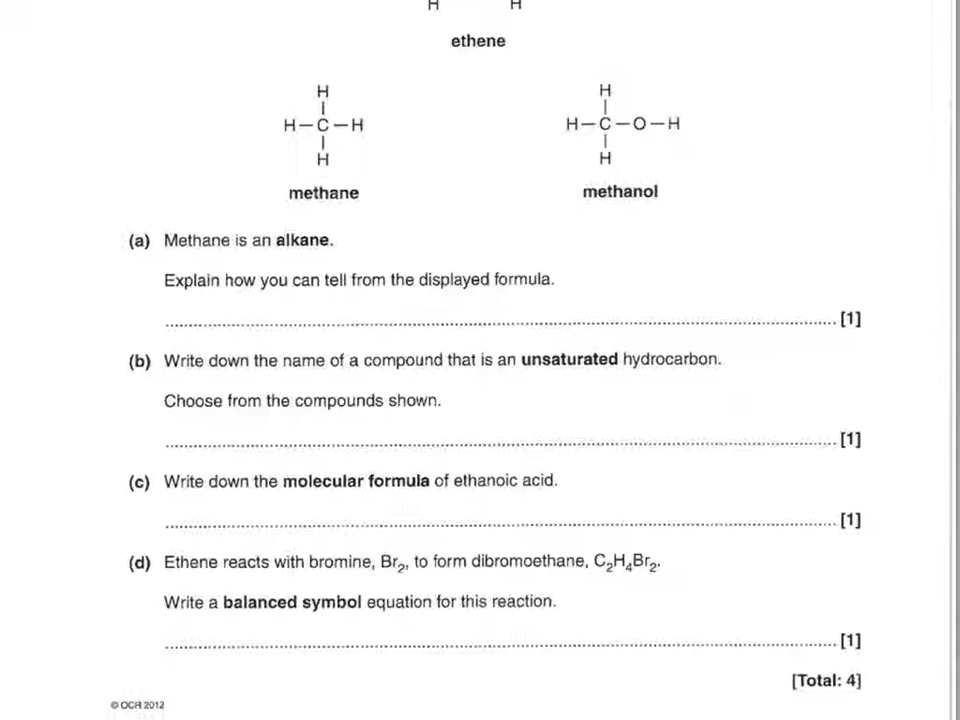 H H
ethene
H H
H–C–H H–C–O–H
H H
methane methanol
(a) Methane is an alkane.
Explain how you can tell from the displayed formula.
[1]
(b) Write down the name of a compound that is an unsaturated hydrocarbon.
Choose from the compounds shown.
[1]
(c) Write down the molecular formula of ethanoic acid.
[1]
(d) Ethene reacts with bromine, Br₂, to form dibromoethane, C₂H₄Br₂.
Write a balanced symbol equation for this reaction.
[1]
[Total: 4]
© OCR 2012